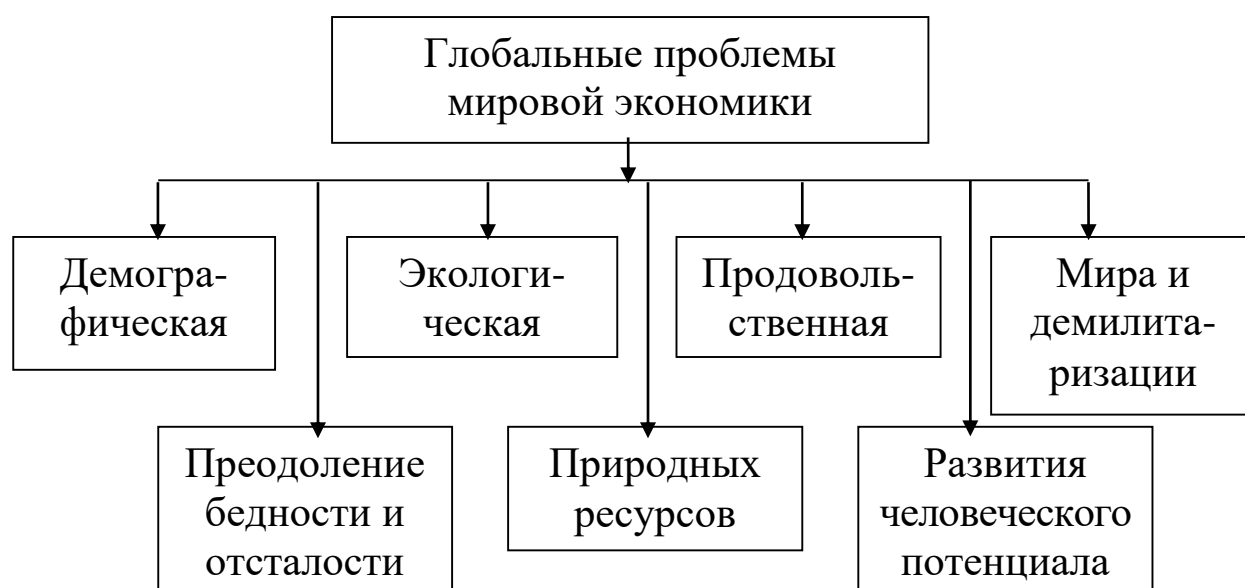 Глобальные проблемы
мировой экономики
Демогра-
фическая
Экологи-
ческая
Продоволь-
ственная
Мира и
демилита-
ризации
Преодоление
бедности и
отсталости
Природных
ресурсов
Развития
человеческого
потенциала